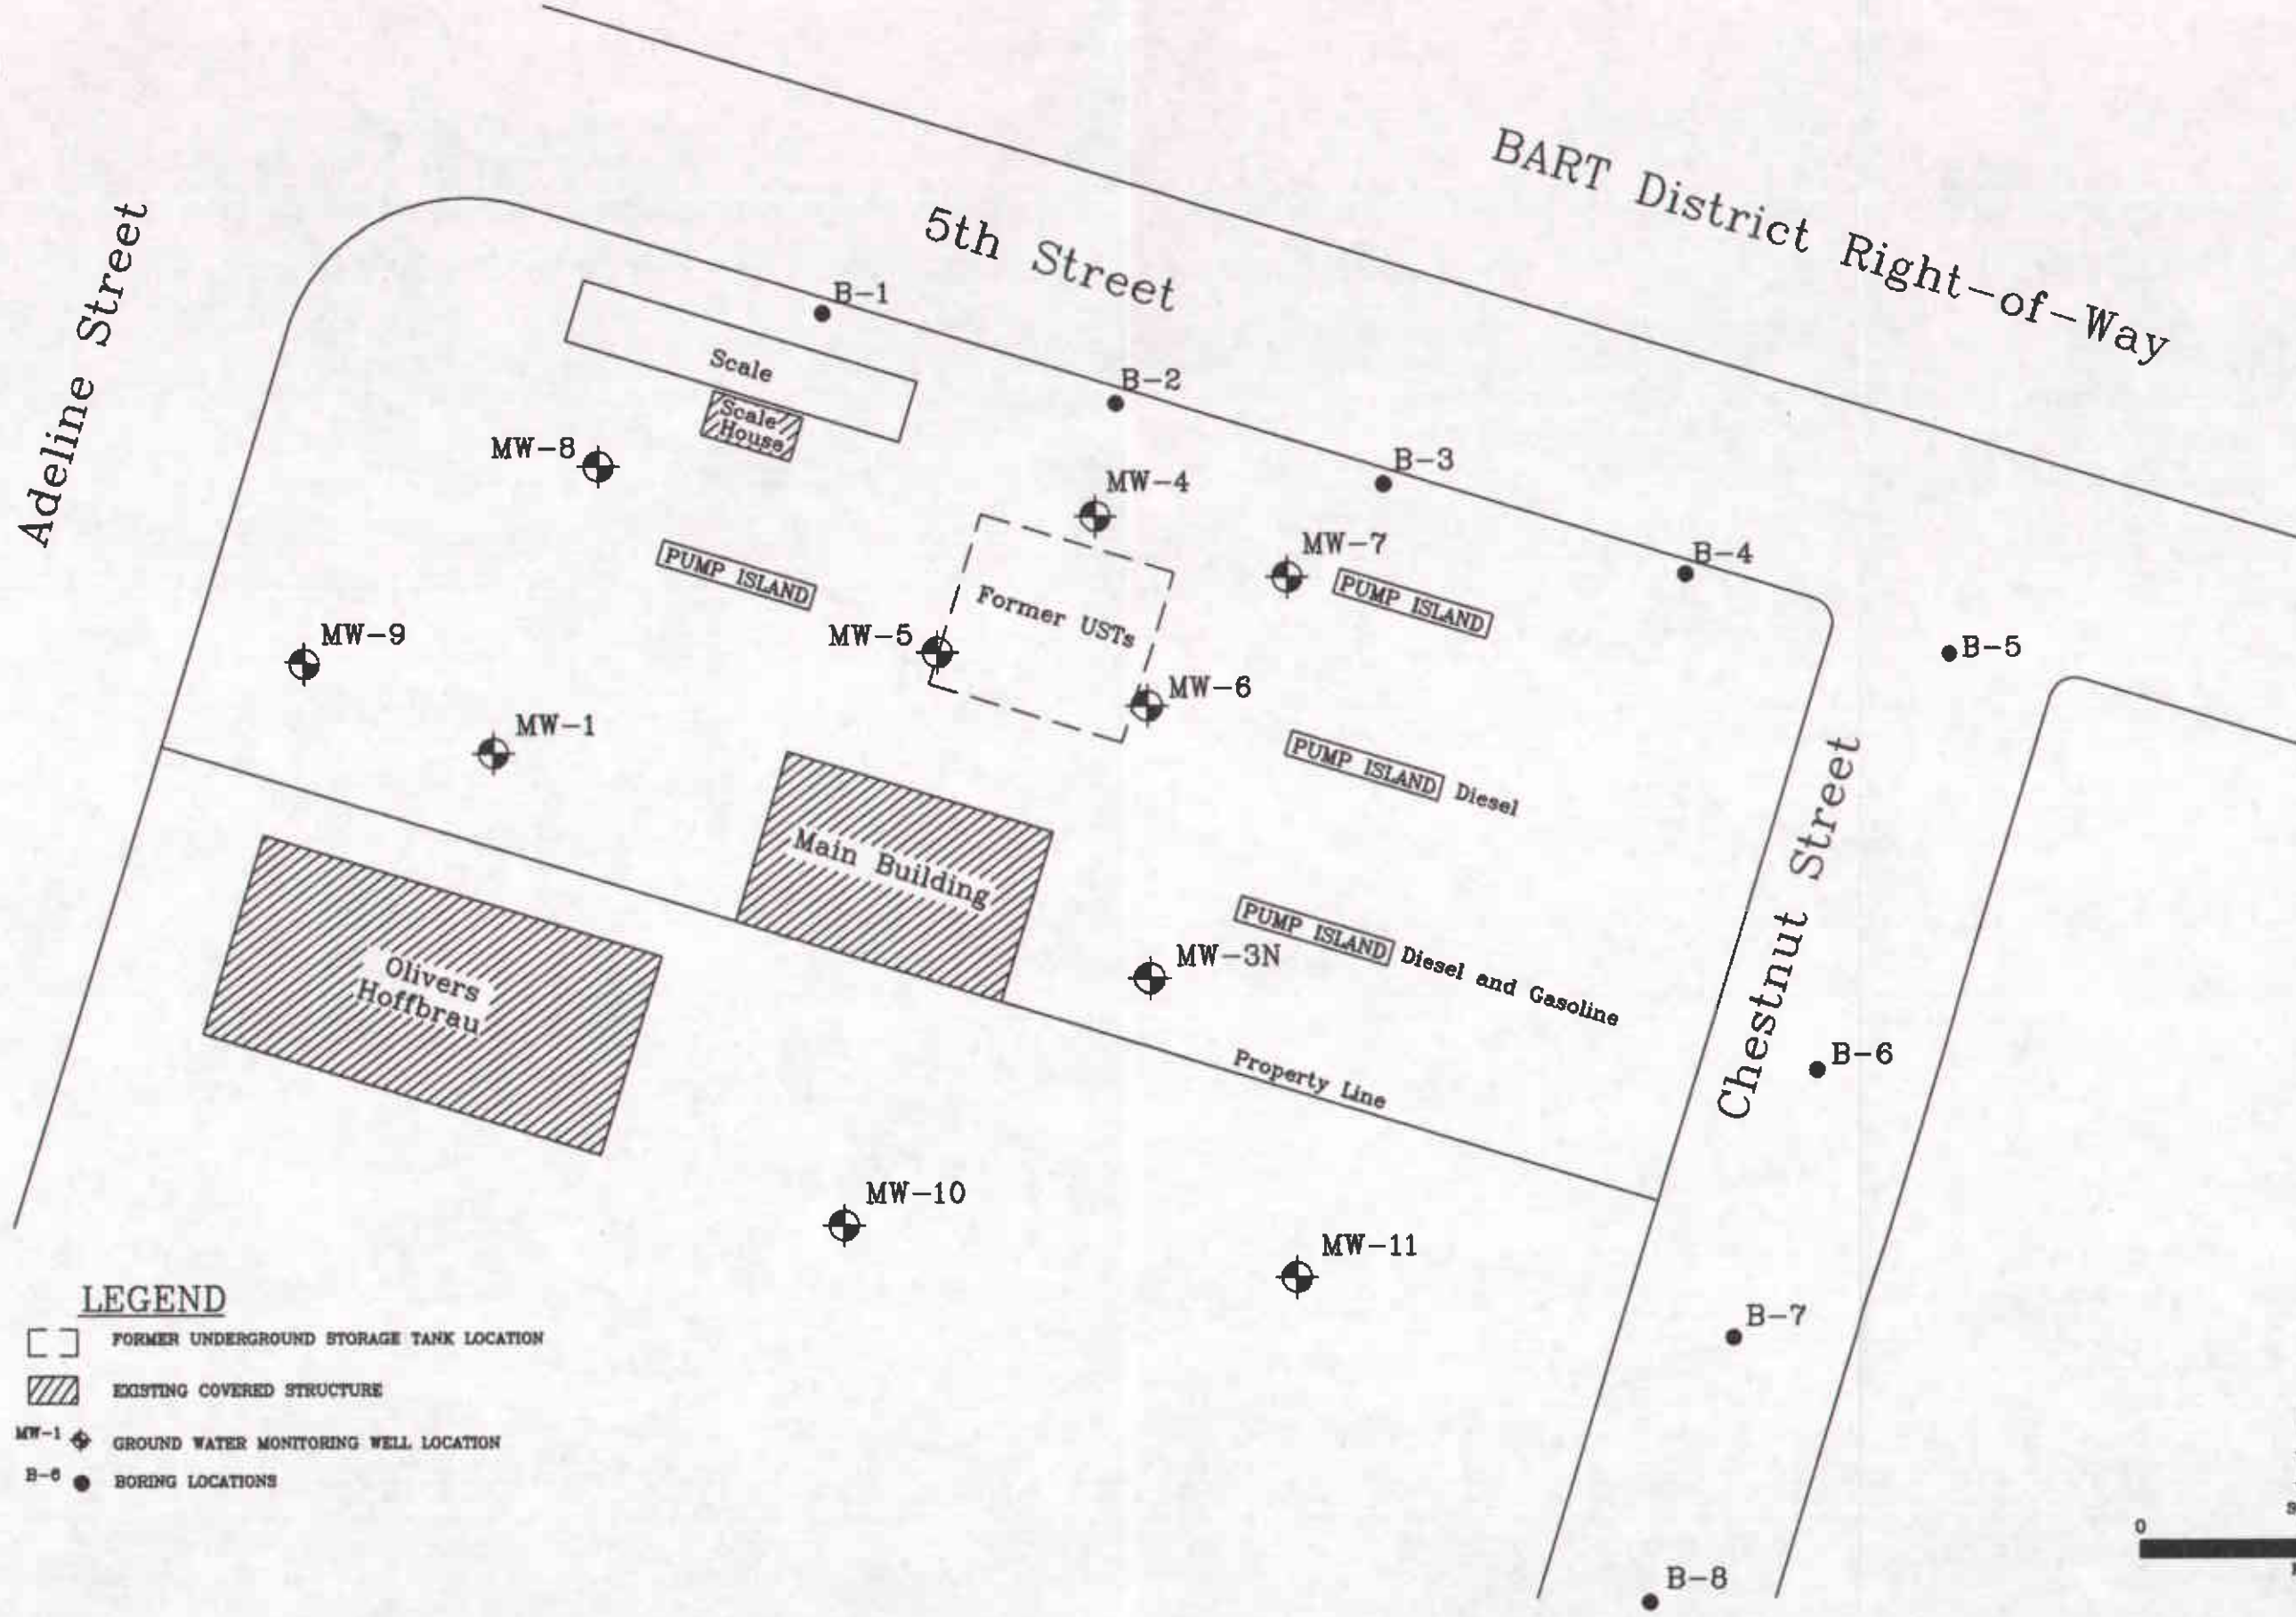 BART District Right-of-Way
5th Street
Adeline Street
B-1
Scale
B-2
Scale
House
MW-8
B-3
MW-4
MW-7
B-4
PUMP ISLAND
PUMP ISLAND
Former USTs
MW-9
MW-5
B-5
MW-6
MW-1
PUMP ISLAND Diesel
Main Building
Chestnut Street
PUMP ISLAND Diesel and Gasoline
MW-3N
Olivers
Hoffbrau
Property Line
B-6
MW-10
MW-11
B-7
B-8
LEGEND
FORMER UNDERGROUND STORAGE TANK LOCATION
EXISTING COVERED STRUCTURE
MW-1 GROUND WATER MONITORING WELL LOCATION
B-6 BORING LOCATIONS
0